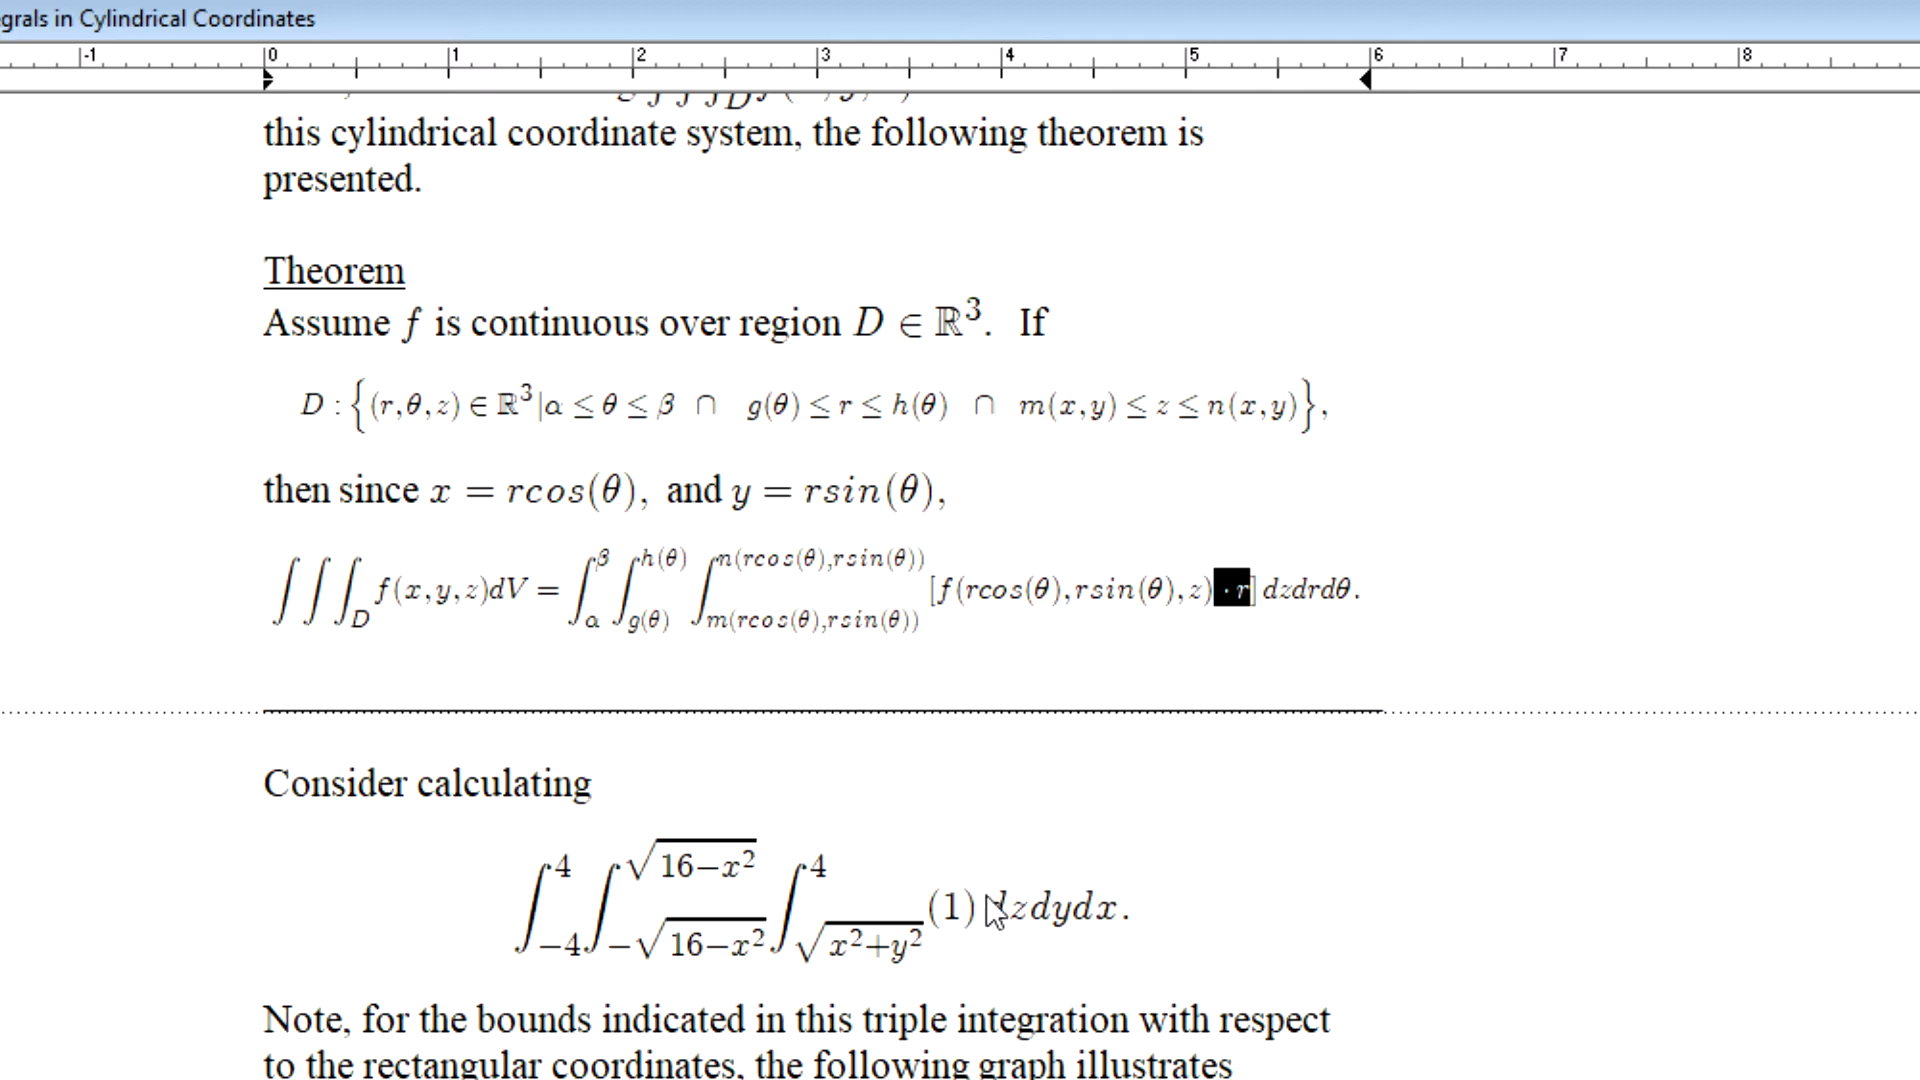 grals in Cylindrical Coordinates
-1 0 1 2 3 4 5 6 7 8
this cylindrical coordinate system, the following theorem is
presented.
Theorem
Assume f is continuous over region D ∈ ℝ³. If
D : {(r,θ,z) ∈ ℝ³|α ≤ θ ≤ β ∩ g(θ) ≤ r ≤ h(θ) ∩ m(x,y) ≤ z ≤ n(x,y)},
then since x = rcos(θ), and y = rsin(θ),
∫∫∫_D f(x,y,z)dV = ∫_α^β ∫_{g(θ)}^{h(θ)} ∫_{m(rcos(θ),rsin(θ))}^{n(rcos(θ),rsin(θ))} [f(rcos(θ),rsin(θ),z) · r] dzdrdθ.
Consider calculating
∫_{-4}^{4} ∫_{-√(16-x²)}^{√(16-x²)} ∫_{√(x²+y²)}^{4} (1) dzdydx.
Note, for the bounds indicated in this triple integration with respect
to the rectangular coordinates, the following graph illustrates